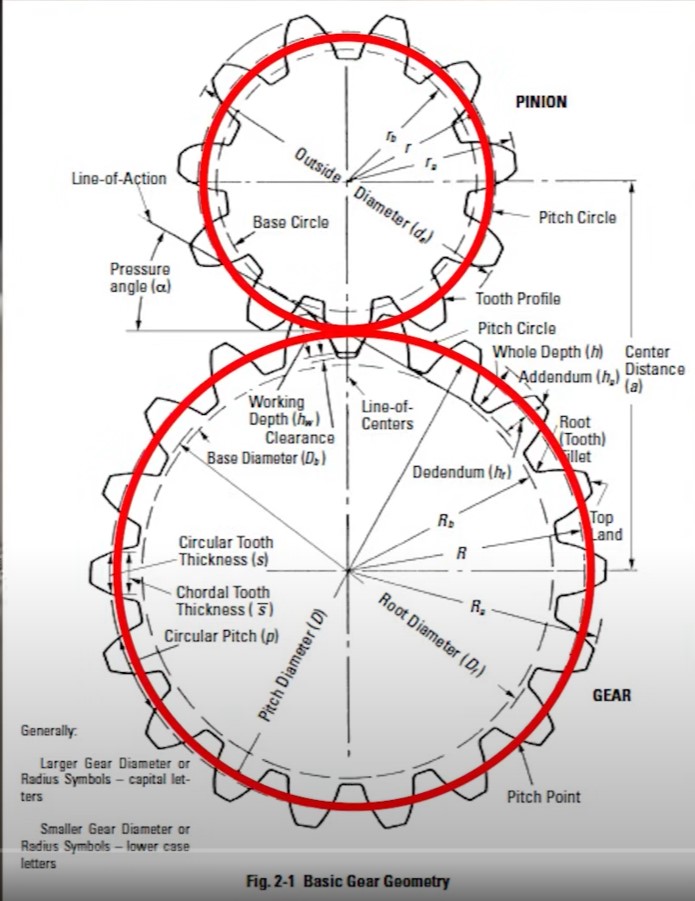 PINION
r_b
r
r_a
Outside
Diameter (d_a)
Line-of-Action
Base Circle
Pitch Circle
Pressure
angle (α)
Tooth Profile
Pitch Circle
Whole Depth (h)
Center
Distance
(a)
Addendum (h_a)
Working
Depth (h_w)
Line-of-
Centers
Clearance
Root
(Tooth)
Base Diameter (D_b)
Dedendum (h_f)
Top
Land
R_b
R
Circular Tooth
Thickness (s)
Chordal Tooth
Thickness (s̅)
Root Diameter (D_f)
R_a
Circular Pitch (p)
Pitch Diameter (D)
GEAR
Generally:
Larger Gear Diameter or
Radius Symbols – capital let-
ters
Pitch Point
Smaller Gear Diameter or
Radius Symbols – lower case
letters
Fig. 2-1 Basic Gear Geometry